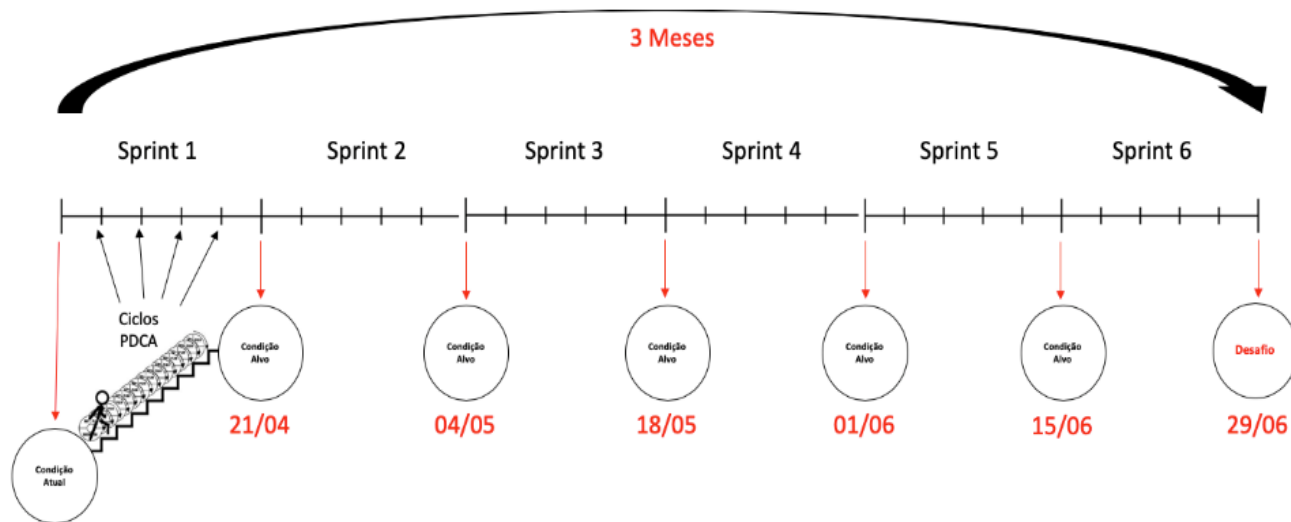 3 Meses
Sprint 1
Sprint 2
Sprint 3
Sprint 4
Sprint 5
Sprint 6
Ciclos
PDCA
Condição
Atual
Condição
Alvo
21/04
Condição
Alvo
04/05
Condição
Alvo
18/05
Condição
Alvo
01/06
Condição
Alvo
15/06
Desafio
29/06